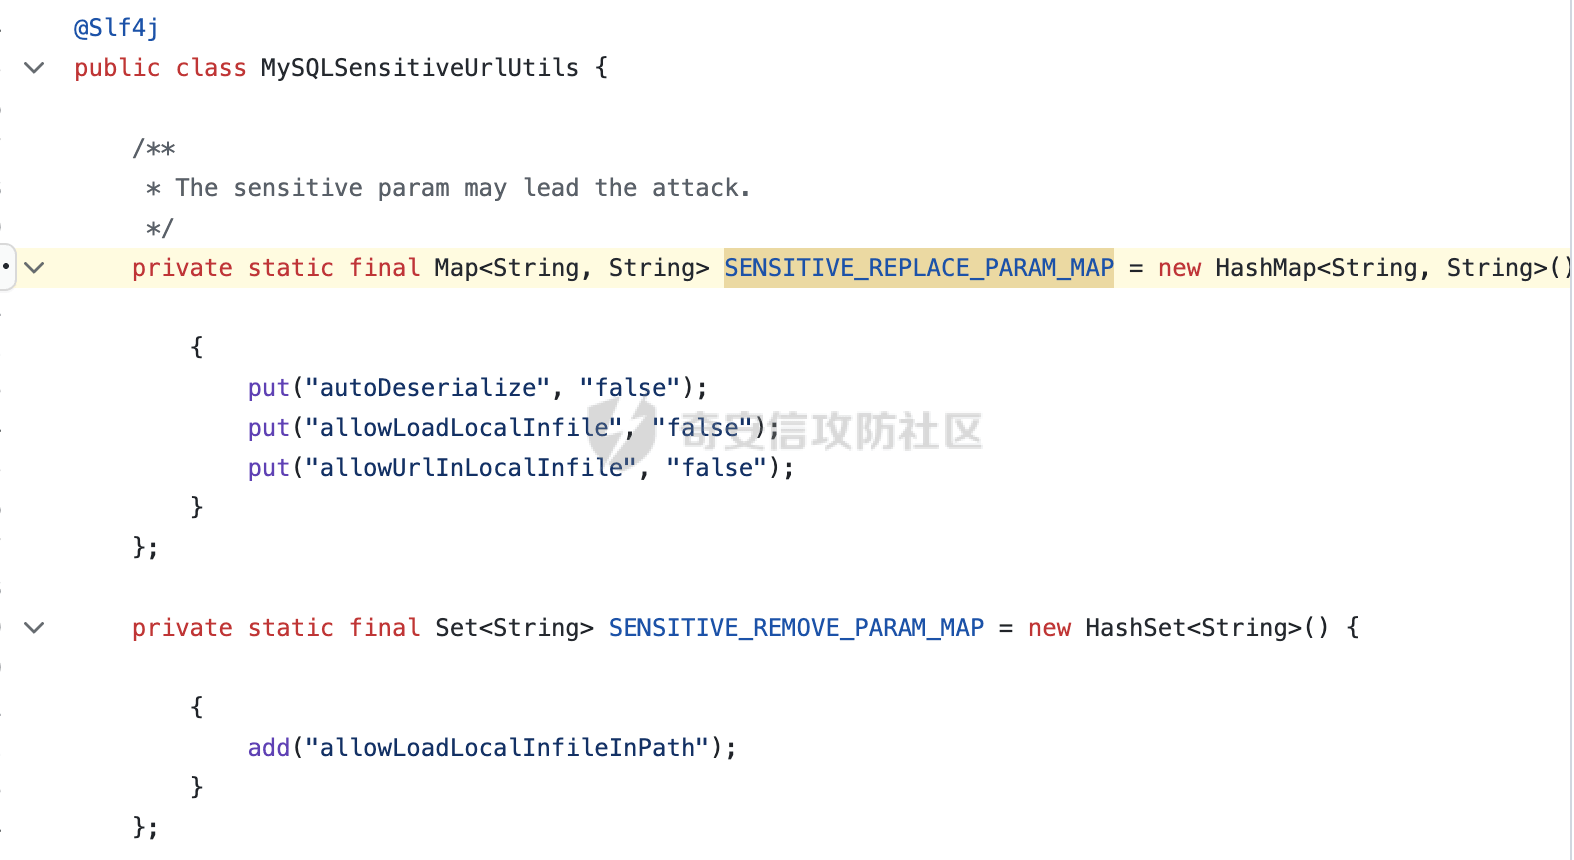 @Slf4j
public class MySQLSensitiveUrlUtils {
/**
* The sensitive param may lead the attack.
*/
private static final Map<String, String> SENSITIVE_REPLACE_PARAM_MAP = new HashMap<String, String>()
{
put("autoDeserialize", "false");
put("allowLoadLocalInfile", "false");
奇安信攻防社区
put("allowUrlInLocalInfile", "false");
}
};
private static final Set<String> SENSITIVE_REMOVE_PARAM_MAP = new HashSet<String>() {
{
add("allowLoadLocalInfileInPath");
}
};